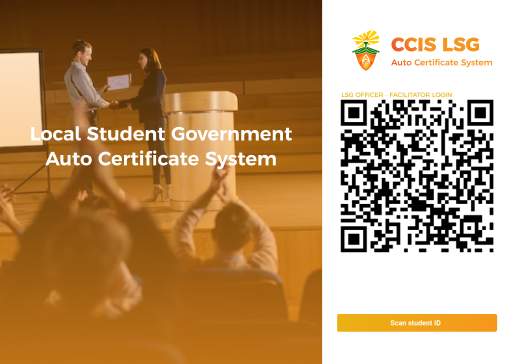 Local Student Government
Auto Certificate System
CCIS LSG
Auto Certificate System
LSG OFFICER - FACILITATOR LOGIN
Scan student ID